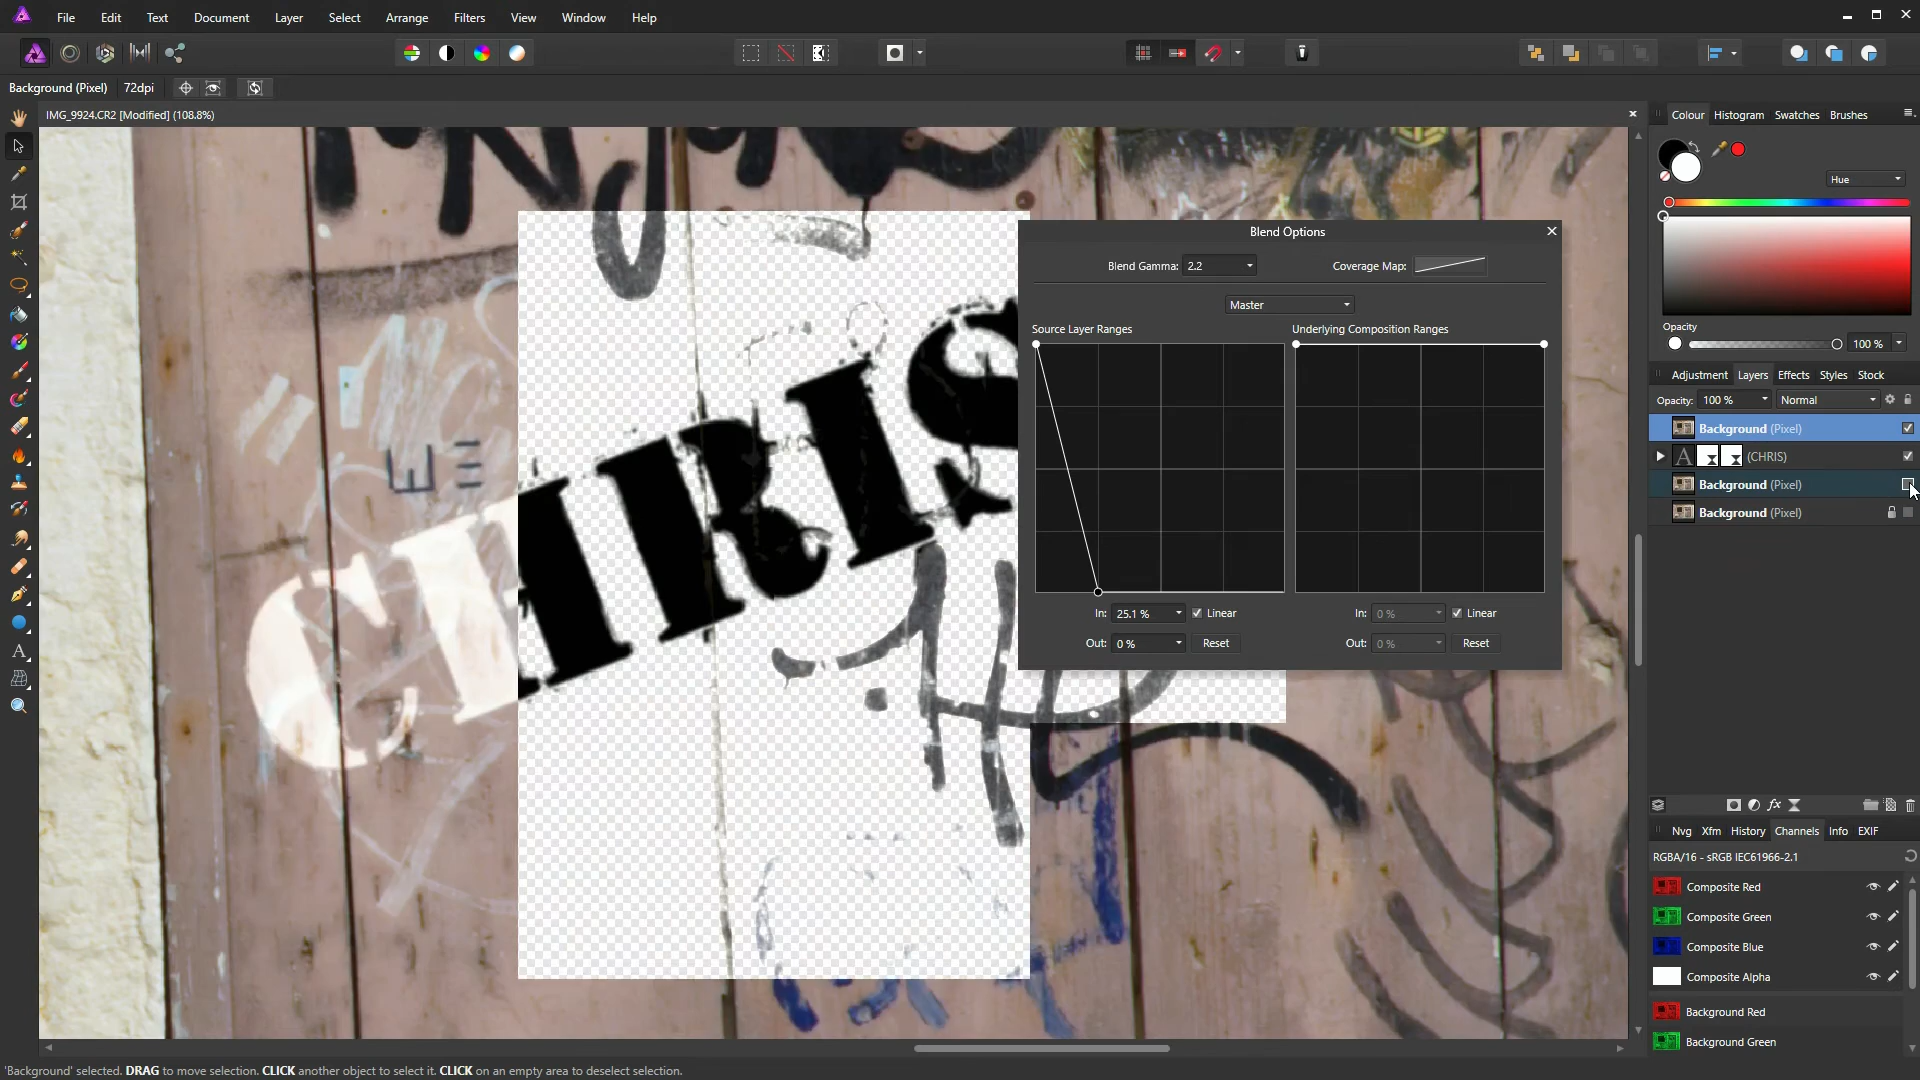 File Edit Text Document Layer Select Arrange Filters View Window Help
Background (Pixel) 72dpi
IMG_9924.CR2 [Modified] (108.8%)
Colour Histogram Swatches Brushes
Hue
Opacity
100 %
Adjustment Layers Effects Styles Stock
Opacity: 100 % Normal
Background (Pixel)
(CHRIS)
Background (Pixel)
Background (Pixel)
Blend Options
Blend Gamma: 2.2 Coverage Map:
Master
Source Layer Ranges Underlying Composition Ranges
In: 25.1 % Linear In: 0 % Linear
Out: 0 % Reset Out: 0 % Reset
CHRIS
Nvg Xfm History Channels Info EXIF
RGBA/16 - sRGB IEC61966-2.1
Composite Red
Composite Green
Composite Blue
Composite Alpha
Background Red
Background Green
'Background' selected. DRAG to move selection. CLICK another object to select it. CLICK on an empty area to deselect selection.